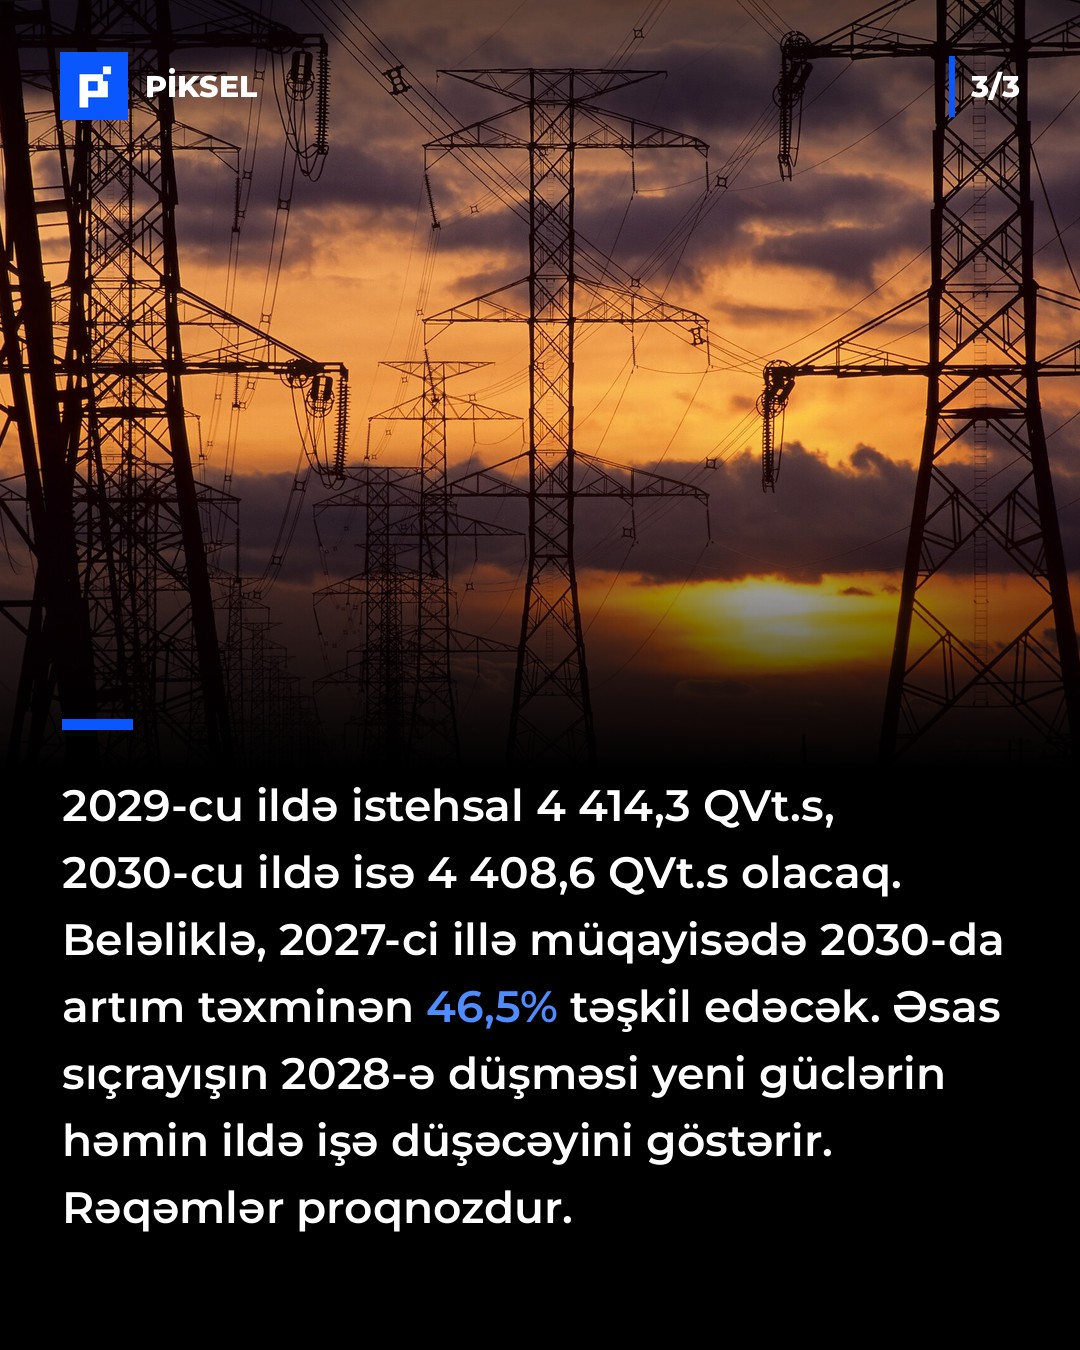 PİKSEL
3/3
2029-cu ildə istehsal 4 414,3 QVt.s,
2030-cu ildə isə 4 408,6 QVt.s olacaq.
Beləliklə, 2027-ci illə müqayisədə 2030-da
artım təxminən 46,5% təşkil edəcək. Əsas
sıçrayışın 2028-ə düşməsi yeni güclərin
həmin ildə işə düşəcəyini göstərir.
Rəqəmlər proqnozdur.